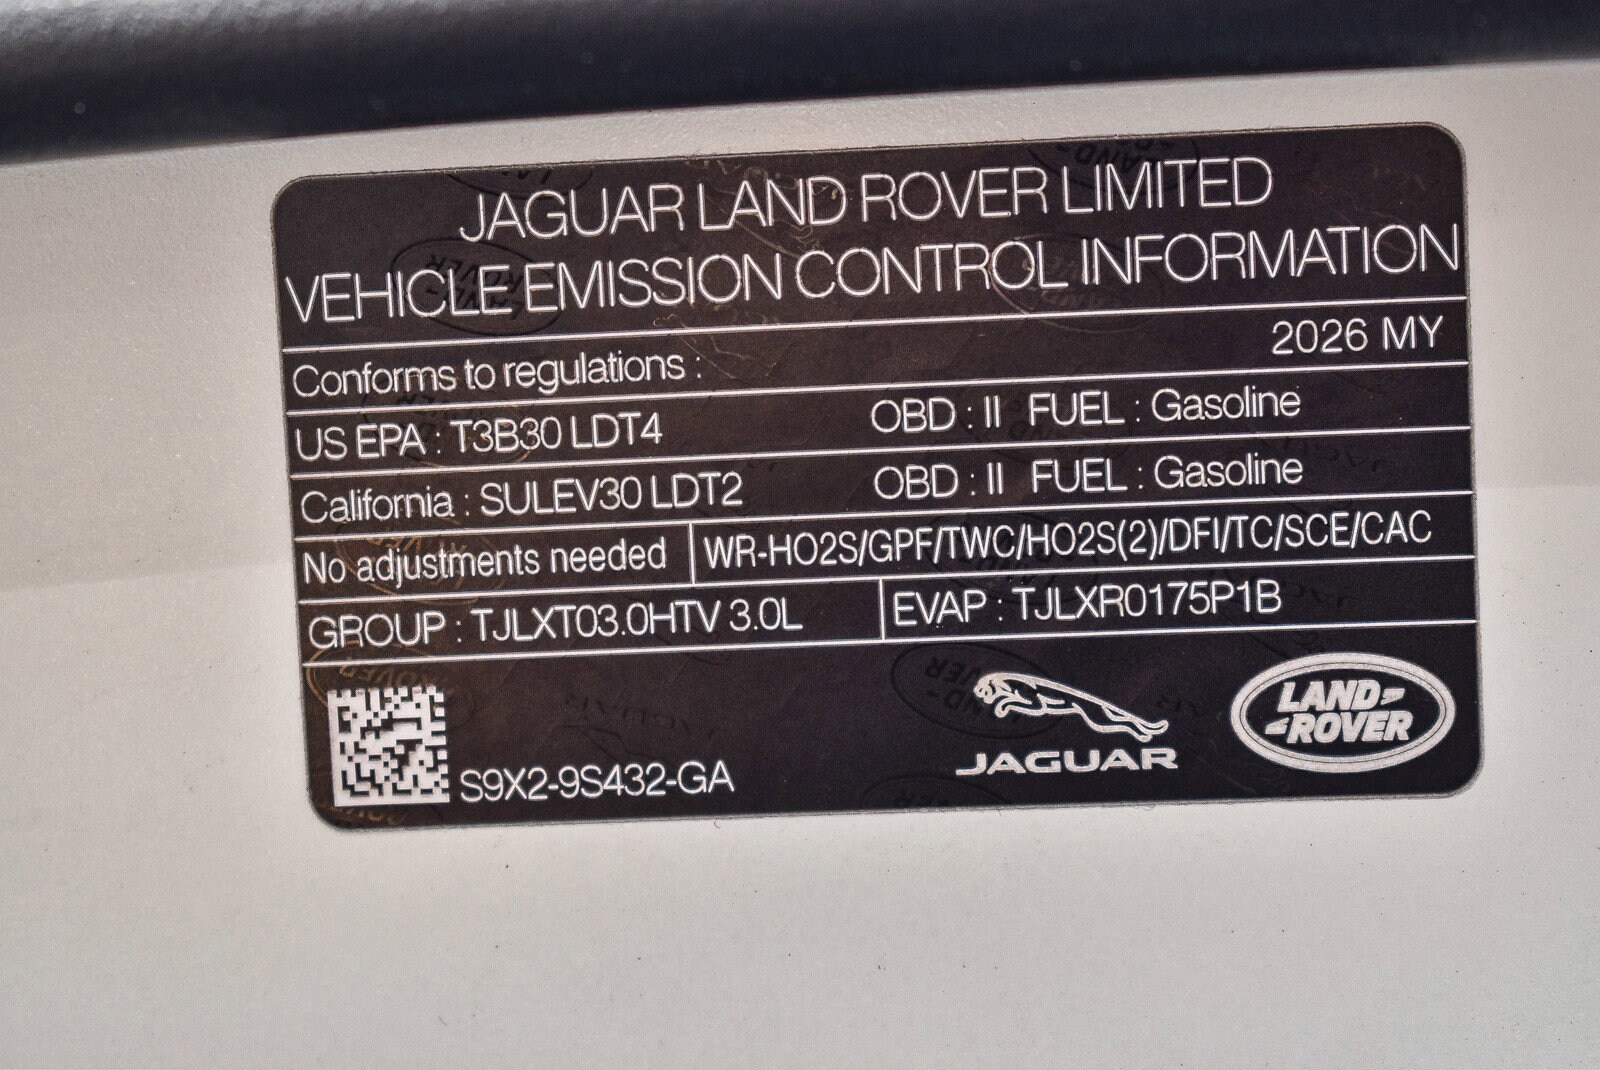 JAGUAR LAND ROVER LIMITED
VEHICLE EMISSION CONTROL INFORMATION
Conforms to regulations : 2026 MY
US EPA : T3B30 LDT4 OBD : II FUEL : Gasoline
California : SULEV30 LDT2 OBD : II FUEL : Gasoline
No adjustments needed WR-HO2S/GPF/TWC/HO2S(2)/DFI/TC/SCE/CAC
GROUP : TJLXT03.0HTV 3.0L EVAP : TJLXR0175P1B
S9X2-9S432-GA
JAGUAR
LAND-
-ROVER